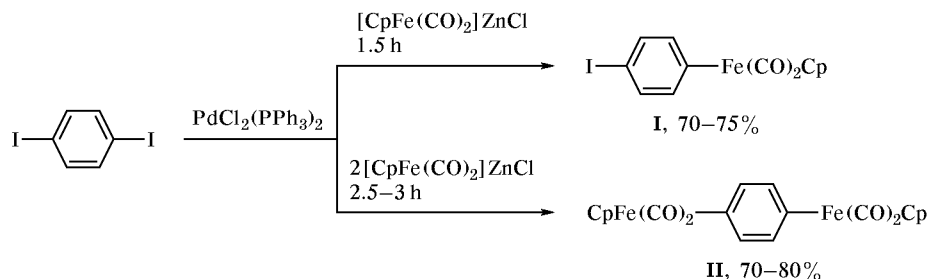 [CpFe(CO)₂]ZnCl
1.5 h
I
Fe(CO)₂Cp
I, 70–75%
I
I
PdCl₂(PPh₃)₂
2[CpFe(CO)₂]ZnCl
2.5–3 h
CpFe(CO)₂
Fe(CO)₂Cp
II, 70–80%